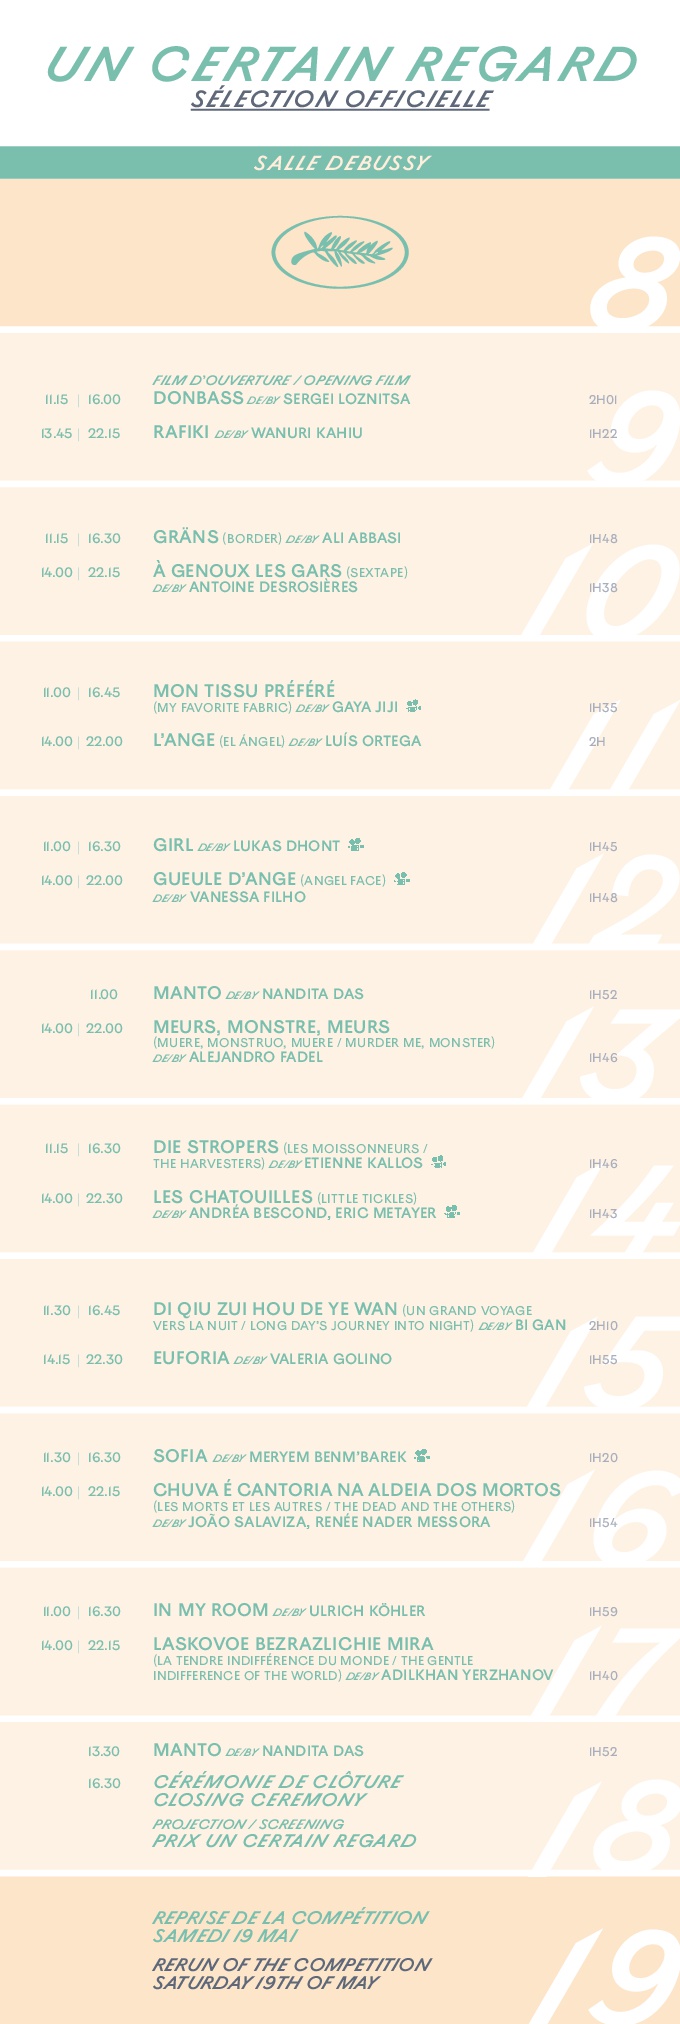 UN CERTAIN REGARD
SÉLECTION OFFICIELLE
SALLE DEBUSSY
8
FILM D'OUVERTURE / OPENING FILM
11.15 | 16.00 DONBASS DE/BY SERGEI LOZNITSA 2H01
13.45 | 22.15 RAFIKI DE/BY WANURI KAHIU 1H22
9
11.15 | 16.30 GRÄNS (BORDER) DE/BY ALI ABBASI 1H48
14.00 | 22.15 À GENOUX LES GARS (SEXTAPE)
DE/BY ANTOINE DESROSIÈRES 1H38
10
11.00 | 16.45 MON TISSU PRÉFÉRÉ
(MY FAVORITE FABRIC) DE/BY GAYA JIJI 1H35
14.00 | 22.00 L'ANGE (EL ÁNGEL) DE/BY LUÍS ORTEGA 2H
11
11.00 | 16.30 GIRL DE/BY LUKAS DHONT 1H45
14.00 | 22.00 GUEULE D'ANGE (ANGEL FACE)
DE/BY VANESSA FILHO 1H48
12
11.00 MANTO DE/BY NANDITA DAS 1H52
14.00 | 22.00 MEURS, MONSTRE, MEURS
(MUERE, MONSTRUO, MUERE / MURDER ME, MONSTER)
DE/BY ALEJANDRO FADEL 1H46
13
11.15 | 16.30 DIE STROPERS (LES MOISSONNEURS /
THE HARVESTERS) DE/BY ETIENNE KALLOS 1H46
14.00 | 22.30 LES CHATOUILLES (LITTLE TICKLES)
DE/BY ANDRÉA BESCOND, ERIC METAYER 1H43
14
11.30 | 16.45 DI QIU ZUI HOU DE YE WAN (UN GRAND VOYAGE
VERS LA NUIT / LONG DAY'S JOURNEY INTO NIGHT) DE/BY BI GAN 2H10
14.15 | 22.30 EUFORIA DE/BY VALERIA GOLINO 1H55
15
11.30 | 16.30 SOFIA DE/BY MERYEM BENM'BAREK 1H20
14.00 | 22.15 CHUVA É CANTORIA NA ALDEIA DOS MORTOS
(LES MORTS ET LES AUTRES / THE DEAD AND THE OTHERS)
DE/BY JOÃO SALAVIZA, RENÉE NADER MESSORA 1H54
16
11.00 | 16.30 IN MY ROOM DE/BY ULRICH KÖHLER 1H59
14.00 | 22.15 LASKOVOE BEZRAZLICHIE MIRA
(LA TENDRE INDIFFÉRENCE DU MONDE / THE GENTLE
INDIFFERENCE OF THE WORLD) DE/BY ADILKHAN YERZHANOV 1H40
17
13.30 MANTO DE/BY NANDITA DAS 1H52
16.30 CÉRÉMONIE DE CLÔTURE
CLOSING CEREMONY
PROJECTION / SCREENING
PRIX UN CERTAIN REGARD
18
REPRISE DE LA COMPÉTITION
SAMEDI 19 MAI
RERUN OF THE COMPETITION
SATURDAY 19TH OF MAY
19